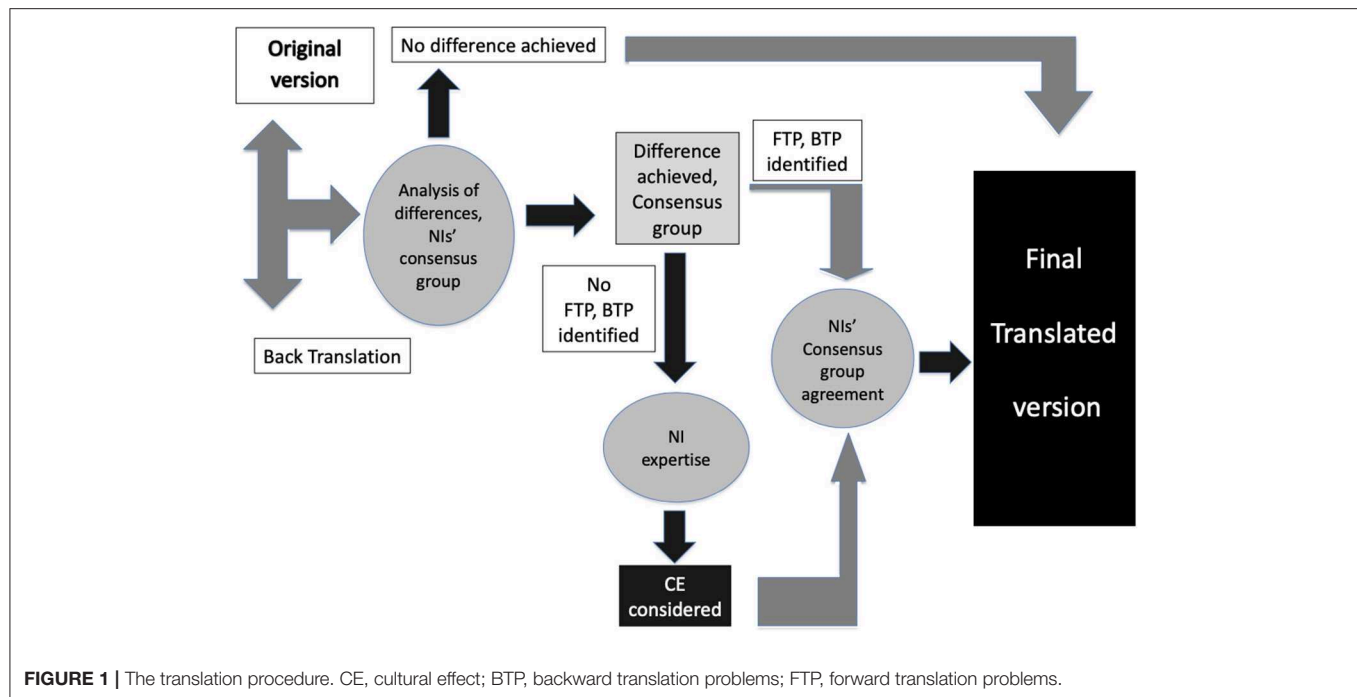 Original
version
No difference achieved
Analysis of
differences,
NIs'
consensus
group
Back Translation
Difference
achieved,
Consensus
group
FTP, BTP
identified
No
FTP, BTP
identified
NI
expertise
CE
considered
NIs'
Consensus
group
agreement
Final
Translated
version
FIGURE 1 | The translation procedure. CE, cultural effect; BTP, backward translation problems; FTP, forward translation problems.